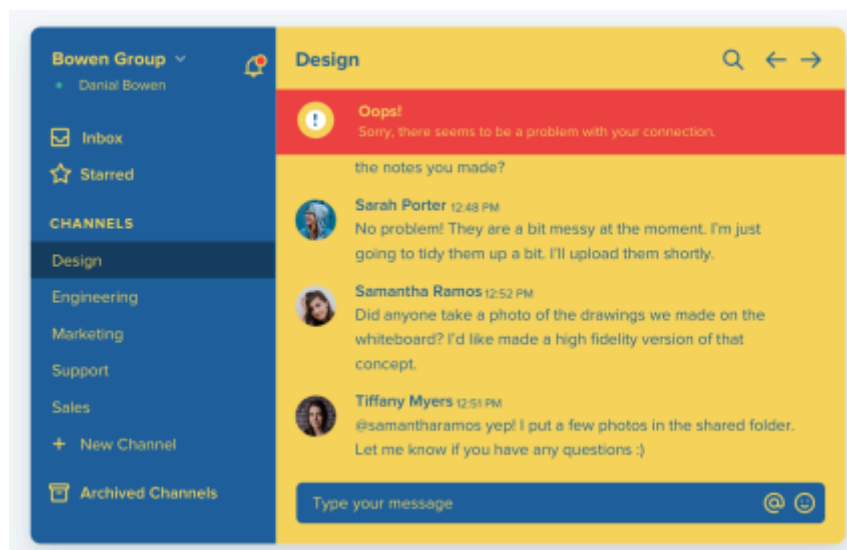 Bowen Group
Danial Bowen
Inbox
Starred
CHANNELS
Design
Engineering
Marketing
Support
Sales
+ New Channel
Archived Channels
Design
Oops!
Sorry, there seems to be a problem with your connection.
the notes you made?
Sarah Porter 12:48 PM
No problem! They are a bit messy at the moment. I'm just
going to tidy them up a bit. I'll upload them shortly.
Samantha Ramos 12:52 PM
Did anyone take a photo of the drawings we made on the
whiteboard? I'd like made a high fidelity version of that
concept.
Tiffany Myers 12:51 PM
@samantharamos yep! I put a few photos in the shared folder.
Let me know if you have any questions :)
Type your message